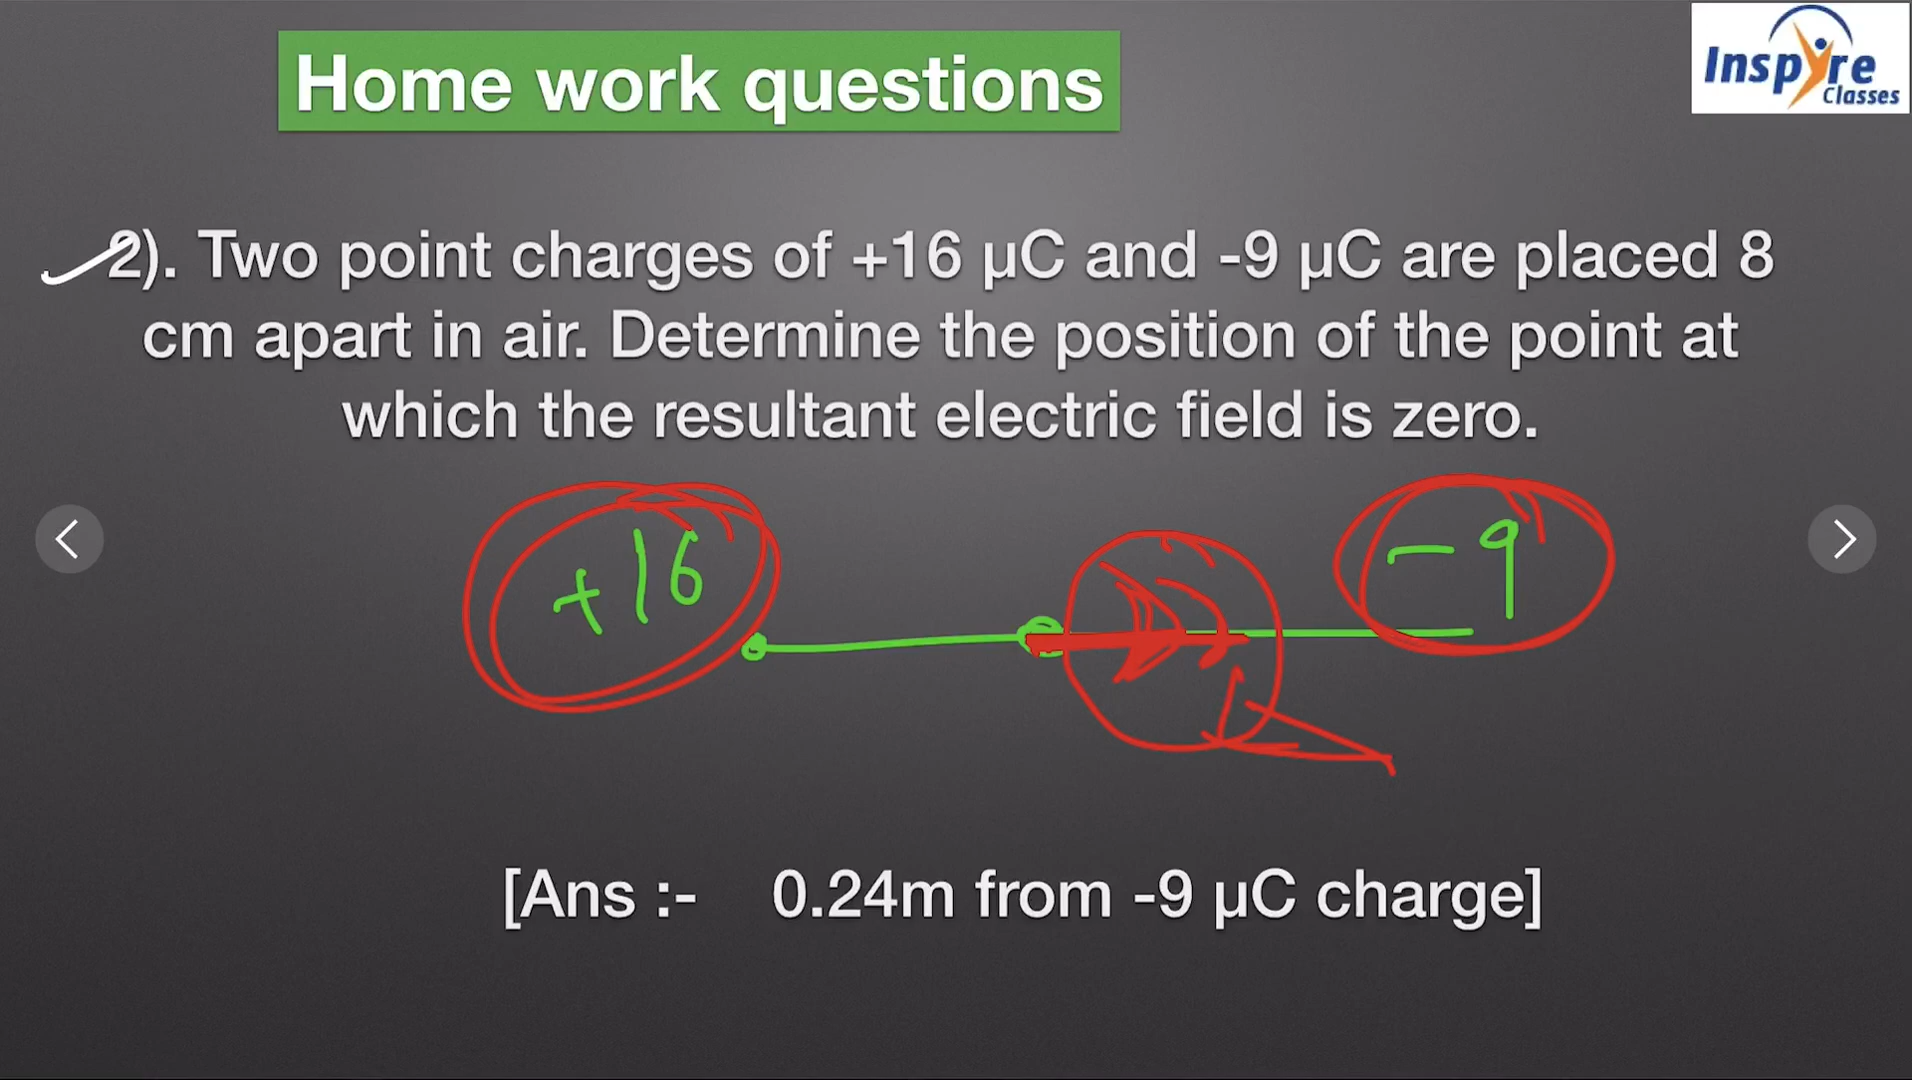 Home work questions
Inspyre
Classes
2). Two point charges of +16 μC and -9 μC are placed 8
cm apart in air. Determine the position of the point at
which the resultant electric field is zero.
+16
-9
[Ans :- 0.24m from -9 μC charge]